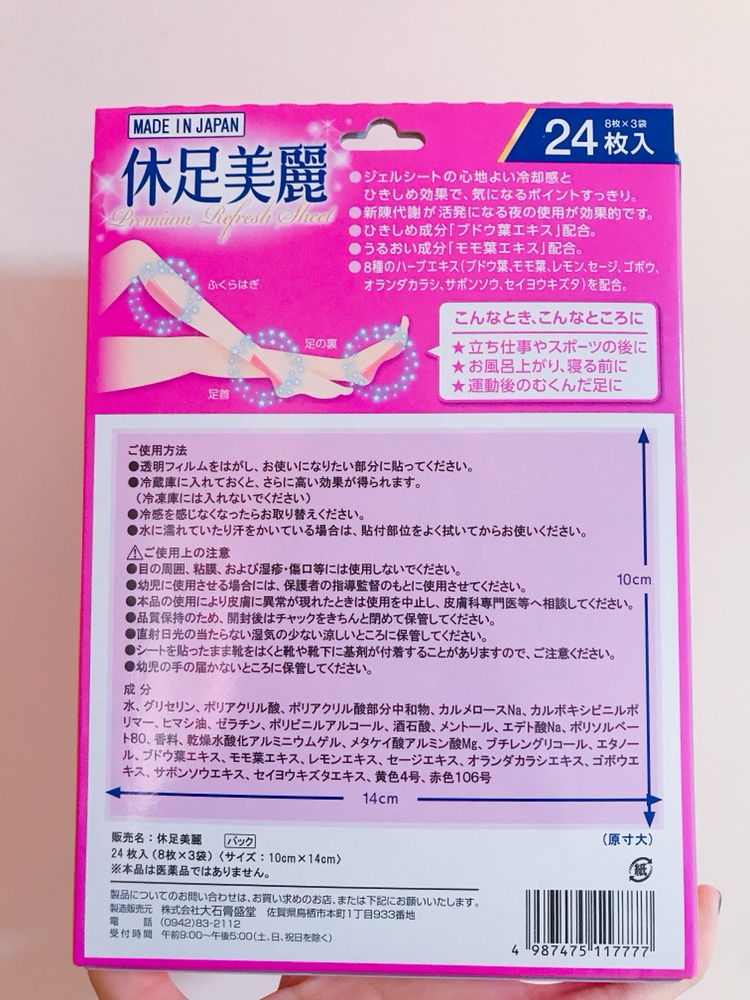 MADE IN JAPAN
8枚×3袋
24枚入
休足美麗
Premium Refresh Sheet
●ジェルシートの心地よい冷却感と
ひきしめ効果で、気になるポイントすっきり。
●新陳代謝が活発になる夜の使用が効果的です。
●ひきしめ成分「ブドウ葉エキス」配合。
●うるおい成分「モモ葉エキス」配合。
●8種のハーブエキス(ブドウ葉、モモ葉、レモン、セージ、ゴボウ、
オランダカラシ、サボンソウ、セイヨウキズタ)を配合。
ふくらはぎ
足の裏
足首
こんなとき、こんなところに
★立ち仕事やスポーツの後に
★お風呂上がり、寝る前に
★運動後のむくんだ足に
ご使用方法
●透明フィルムをはがし、お使いになりたい部分に貼ってください。
●冷蔵庫に入れておくと、さらに高い効果が得られます。
(冷凍庫には入れないでください)
●冷感を感じなくなったらお取り替えください。
●水に濡れていたり汗をかいている場合は、貼付部位をよく拭いてからお使いください。
⚠ご使用上の注意
●目の周囲、粘膜、および湿疹・傷口等には使用しないでください。
●幼児に使用させる場合には、保護者の指導監督のもとに使用させてください。
●本品の使用により皮膚に異常が現れたときは使用を中止し、皮膚科専門医等へ相談してください。
●品質保持のため、開封後はチャックをきちんと閉めて保管してください。
●直射日光の当たらない湿気の少ない涼しいところに保管してください。
●シートを貼ったまま靴をはくと靴や靴下に基剤が付着することがありますので、ご注意ください。
●幼児の手の届かないところに保管してください。
10cm
成分
水、グリセリン、ポリアクリル酸、ポリアクリル酸部分中和物、カルメロースNa、カルボキシビニルポ
リマー、ヒマシ油、ゼラチン、ポリビニルアルコール、酒石酸、メントール、エデト酸Na、ポリソルベー
ト80、香料、乾燥水酸化アルミニウムゲル、メタケイ酸アルミン酸Mg、ブチレングリコール、エタノー
ル、ブドウ葉エキス、モモ葉エキス、レモンエキス、セージエキス、オランダカラシエキス、ゴボウエ
キス、サボンソウエキス、セイヨウキズタエキス、黄色4号、赤色106号
14cm
販売名：休足美麗 パック
(原寸大)
24枚入(8枚×3袋)〈サイズ：10cm×14cm〉
※本品は医薬品ではありません。
紙
製品についてのお問い合わせは、お買い求めのお店、または下記にお願いいたします。
製造販売元 株式会社大石膏盛堂 佐賀県鳥栖市本町1丁目933番地
電話 (0942)83-2112
受付時間 午前9:00～午後5:00(土、日、祝日を除く)
4 987475 117777